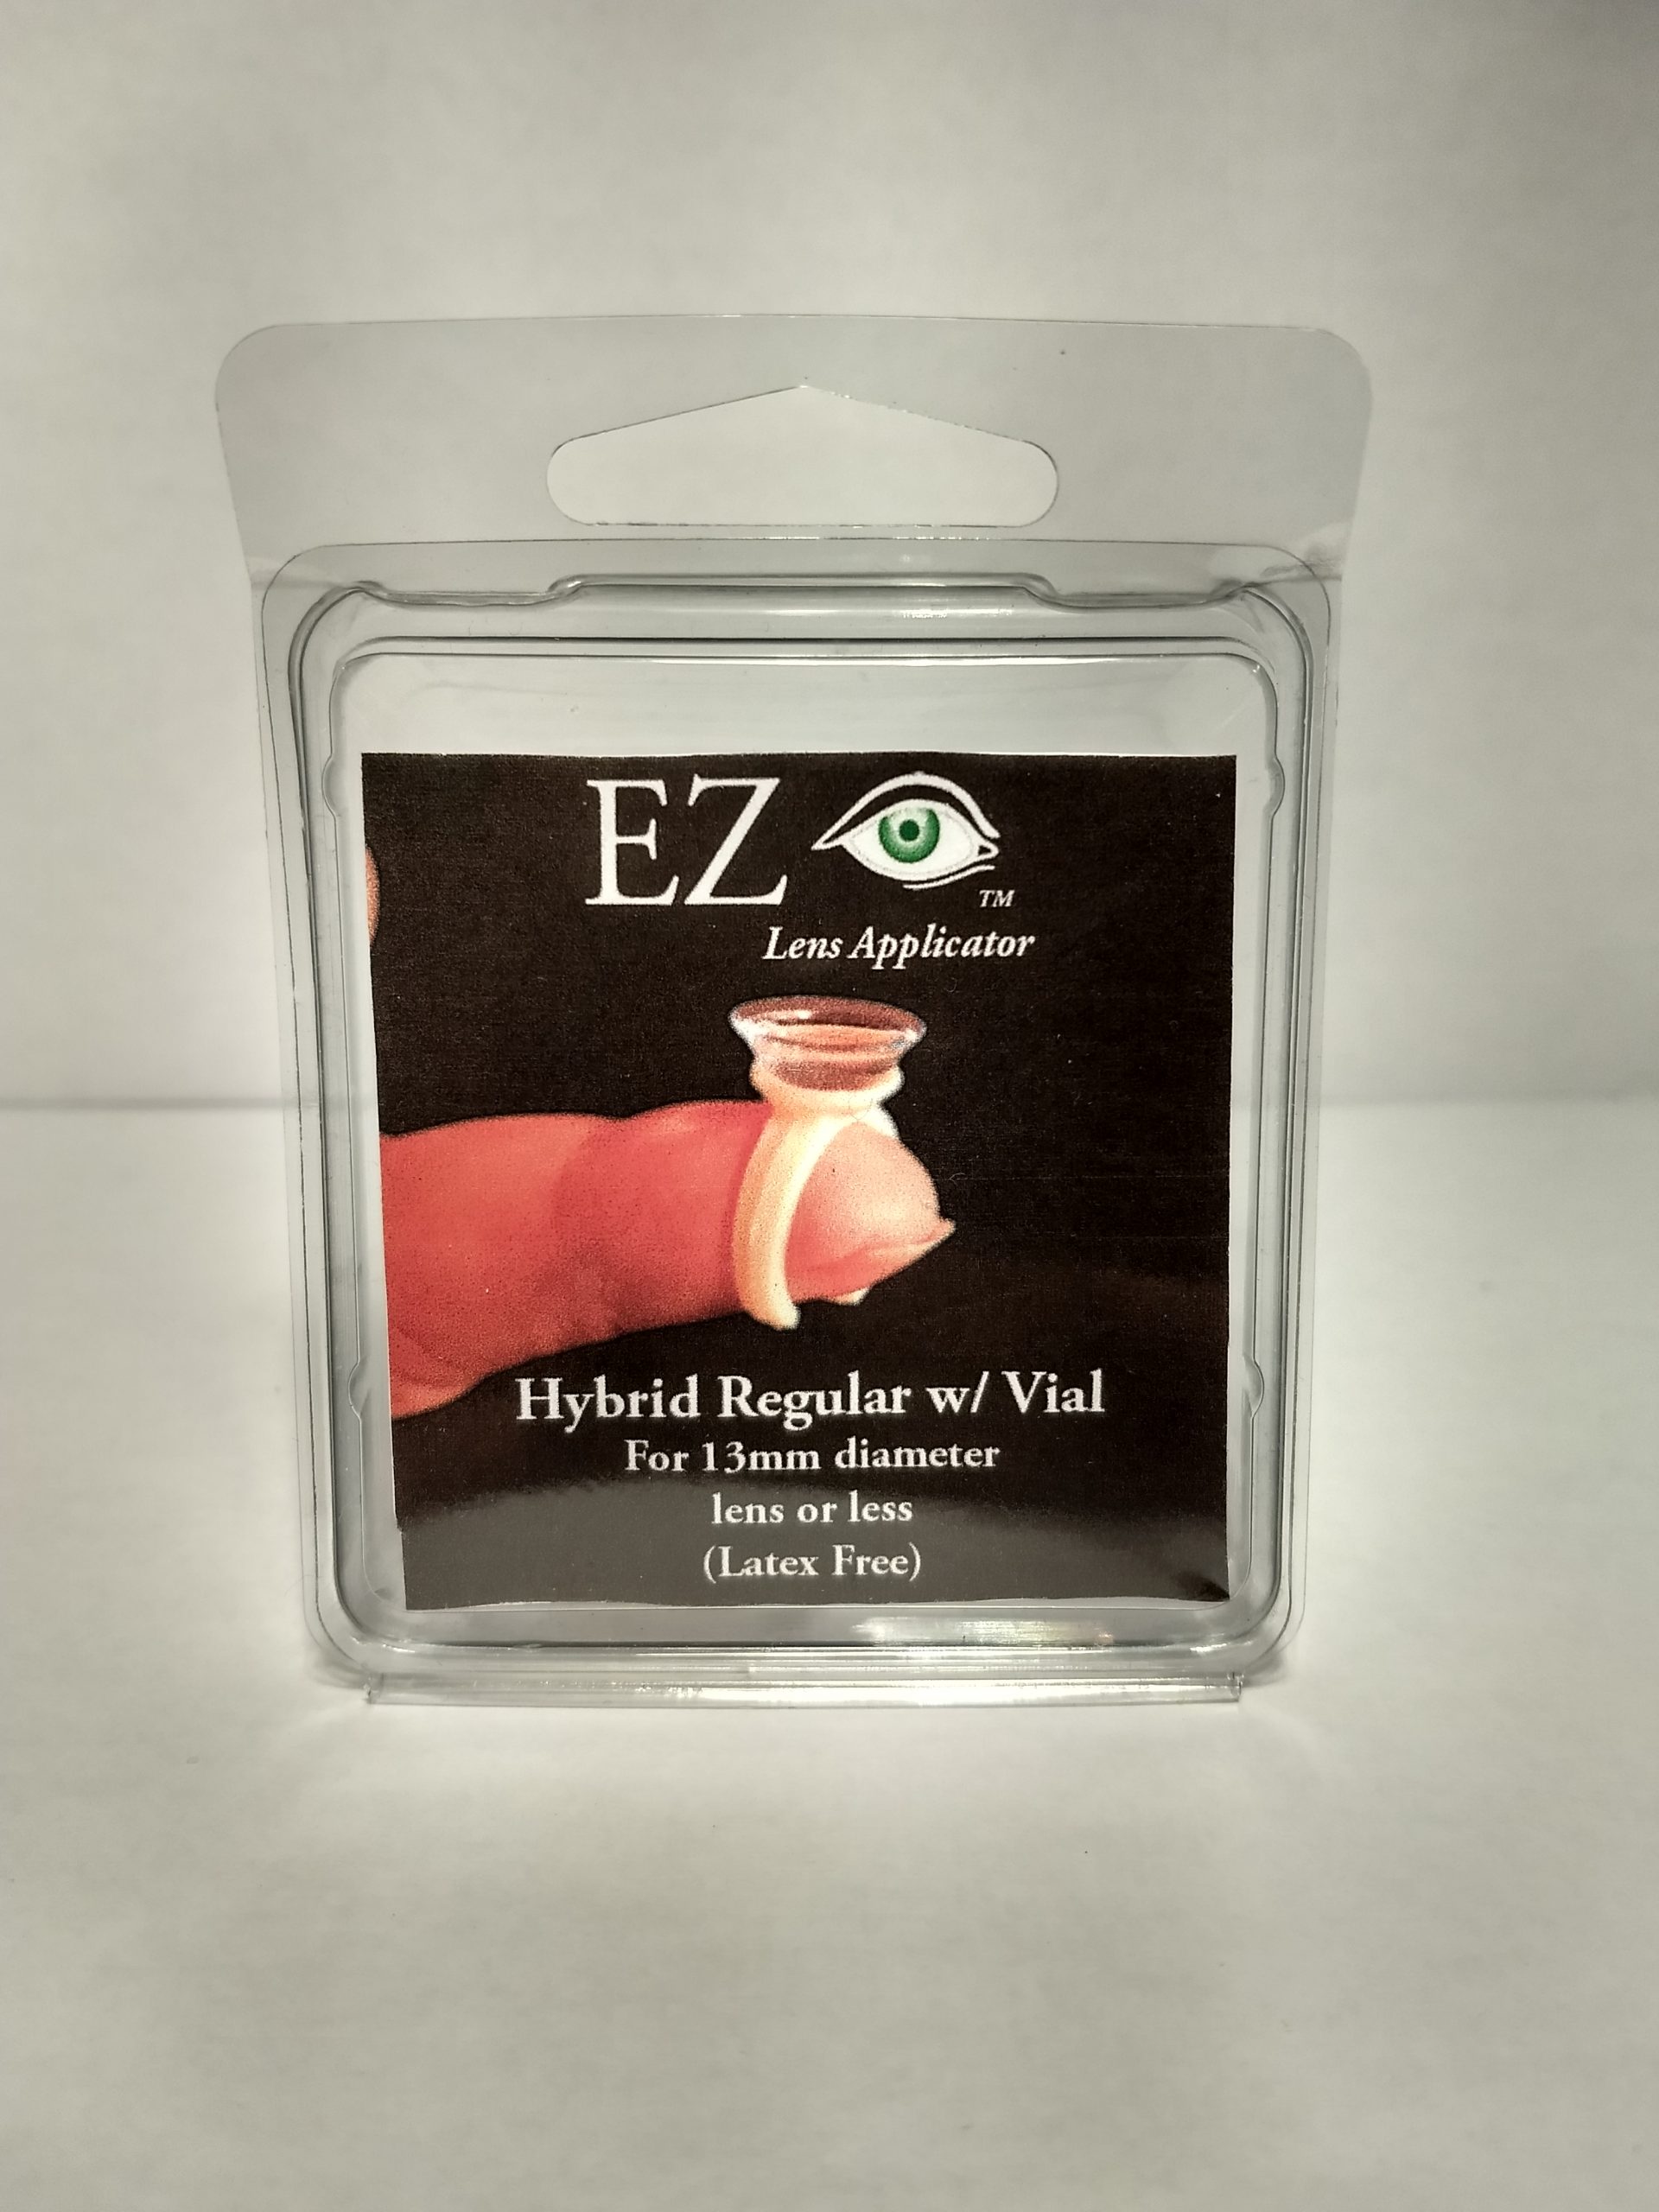 EZ
TM
Lens Applicator
Hybrid Regular w/ Vial
For 13mm diameter
lens or less
(Latex Free)